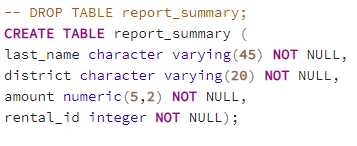 -- DROP TABLE report_summary;
CREATE TABLE report_summary (
last_name character varying(45) NOT NULL,
district character varying(20) NOT NULL,
amount numeric(5,2) NOT NULL,
rental_id integer NOT NULL);